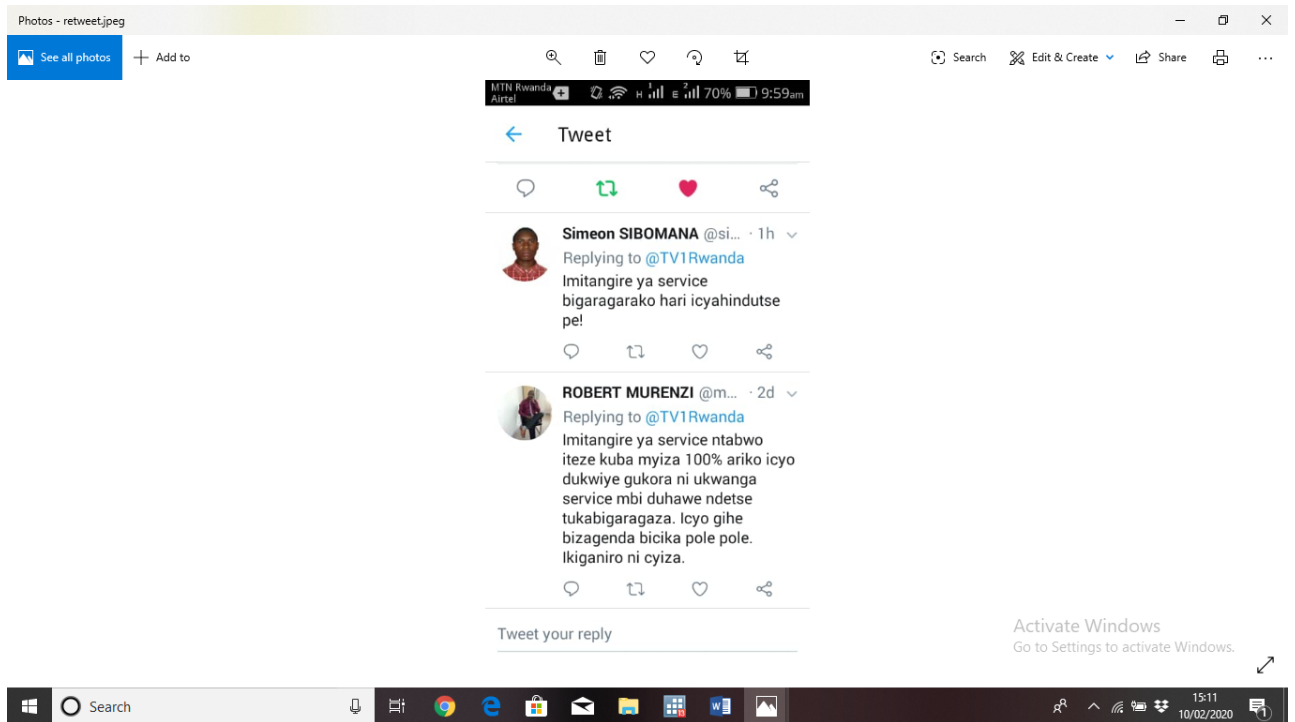 Photos - retweet.jpeg
See all photos
Add to
Search
Edit & Create
Share
MTN Rwanda
Airtel
H 1 E 2 70% 9:59am
Tweet
Simeon SIBOMANA @si... · 1h
Replying to @TV1Rwanda
Imitangire ya service
bigaragarako hari icyahindutse
pe!
ROBERT MURENZI @m... · 2d
Replying to @TV1Rwanda
Imitangire ya service ntabwo
iteze kuba myiza 100% ariko icyo
dukwiye gukora ni ukwanga
service mbi duhawe ndetse
tukabigaragaza. Icyo gihe
bizagenda bicika pole pole.
Ikiganiro ni cyiza.
Tweet your reply
Activate Windows
Go to Settings to activate Windows.
Search
15:11
10/02/2020
1